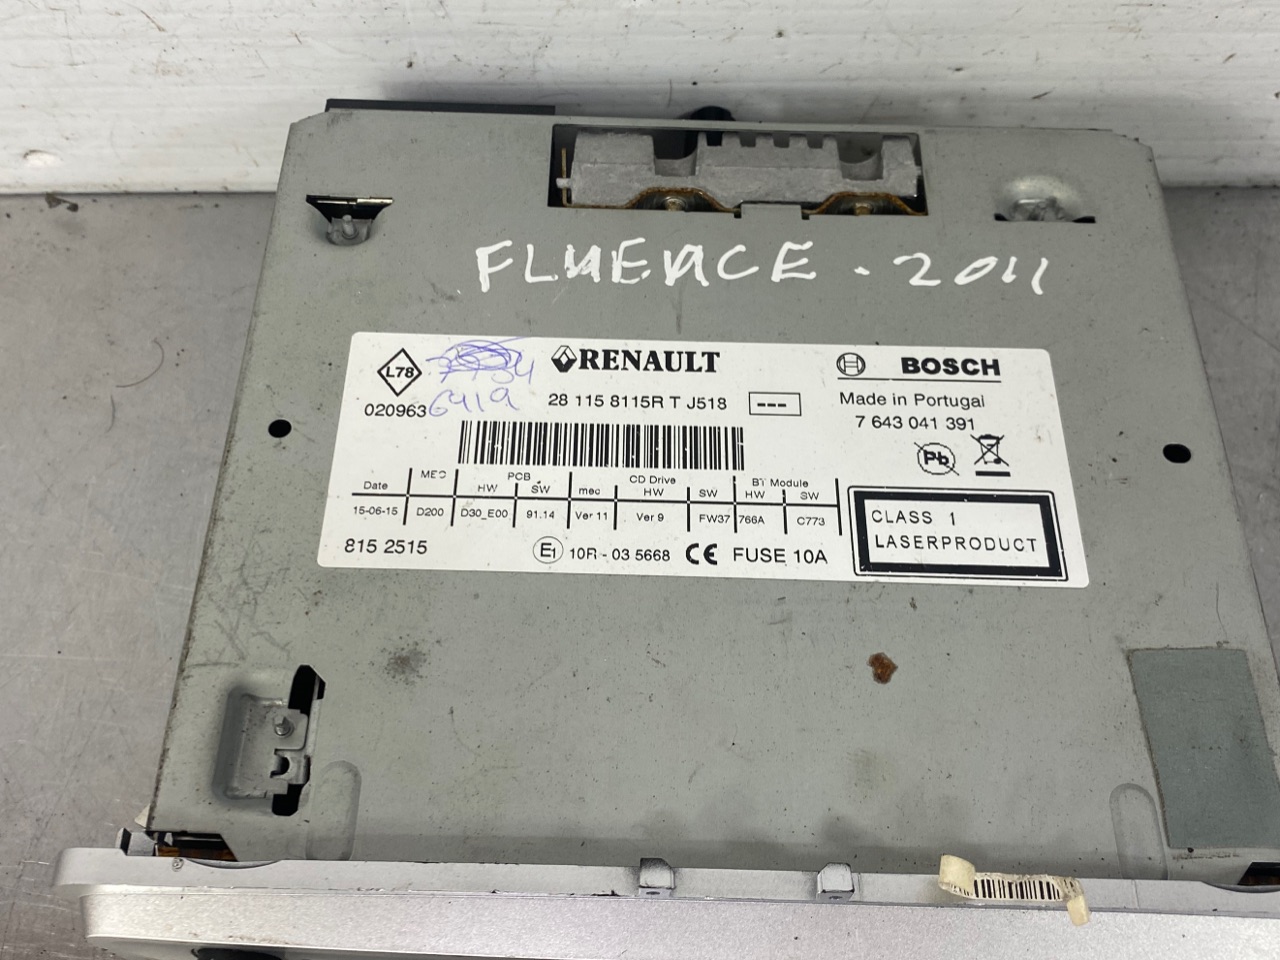 FLUENCE . 2011
L78
RENAULT
BOSCH
020963 6419
28 115 8115R T J518
---
Made in Portugal
7 643 041 391
Pb
Date MEC PCB HW SW CD Drive mec HW SW BT Module HW SW
15-06-15 D200 D30_E00 91.14 Ver 11 Ver 9 FW37 766A C773
CLASS 1
LASERPRODUCT
815 2515
E1 10R - 03 5668 CE FUSE 10A